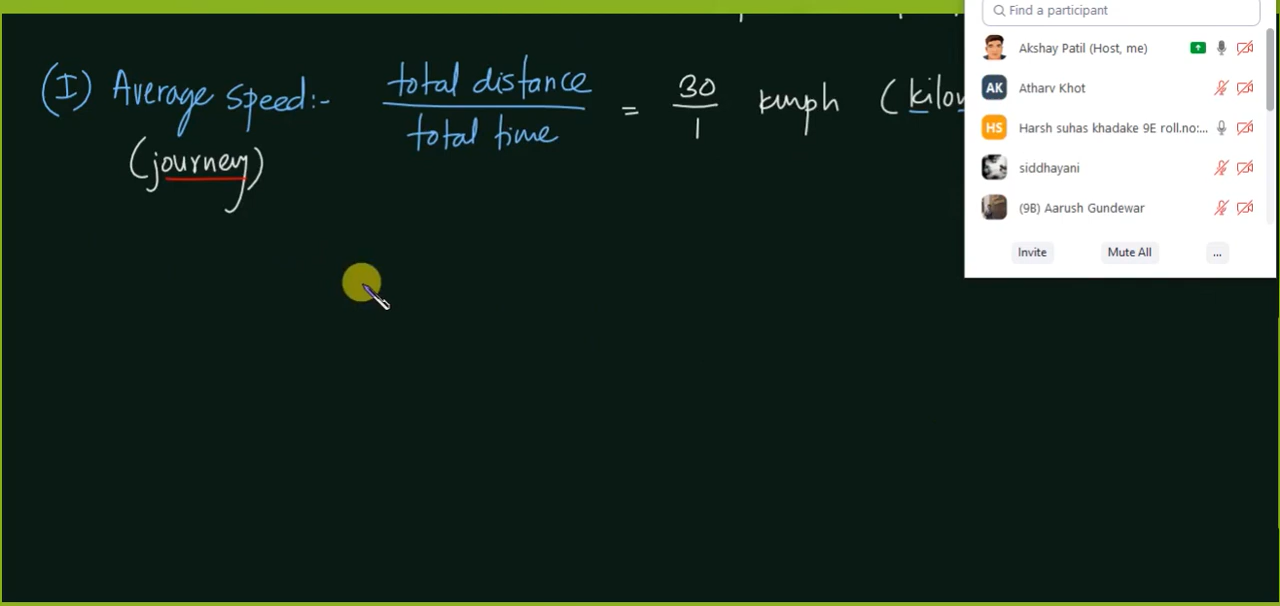 (I) Average speed:- total distance / total time = 30 / 1 kmph (
(journey)
Find a participant
Akshay Patil (Host, me)
AK Atharv Khot
HS Harsh suhas khadake 9E roll.no:...
siddhayani
(9B) Aarush Gundewar
Invite Mute All ...